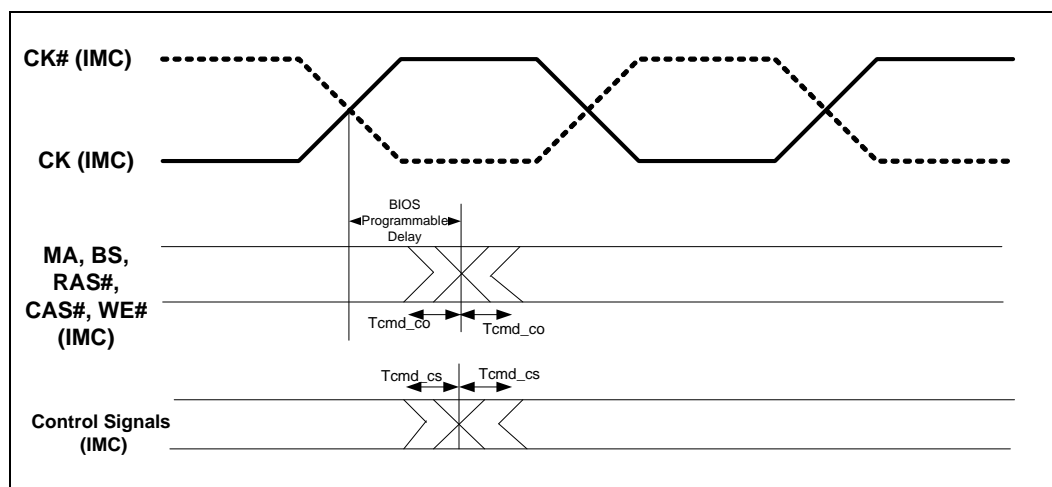 CK# (IMC)
CK (IMC)
BIOS
Programmable
Delay
MA, BS,
RAS#,
CAS#, WE#
(IMC)
Tcmd_co
Tcmd_co
Tcmd_cs
Tcmd_cs
Control Signals
(IMC)